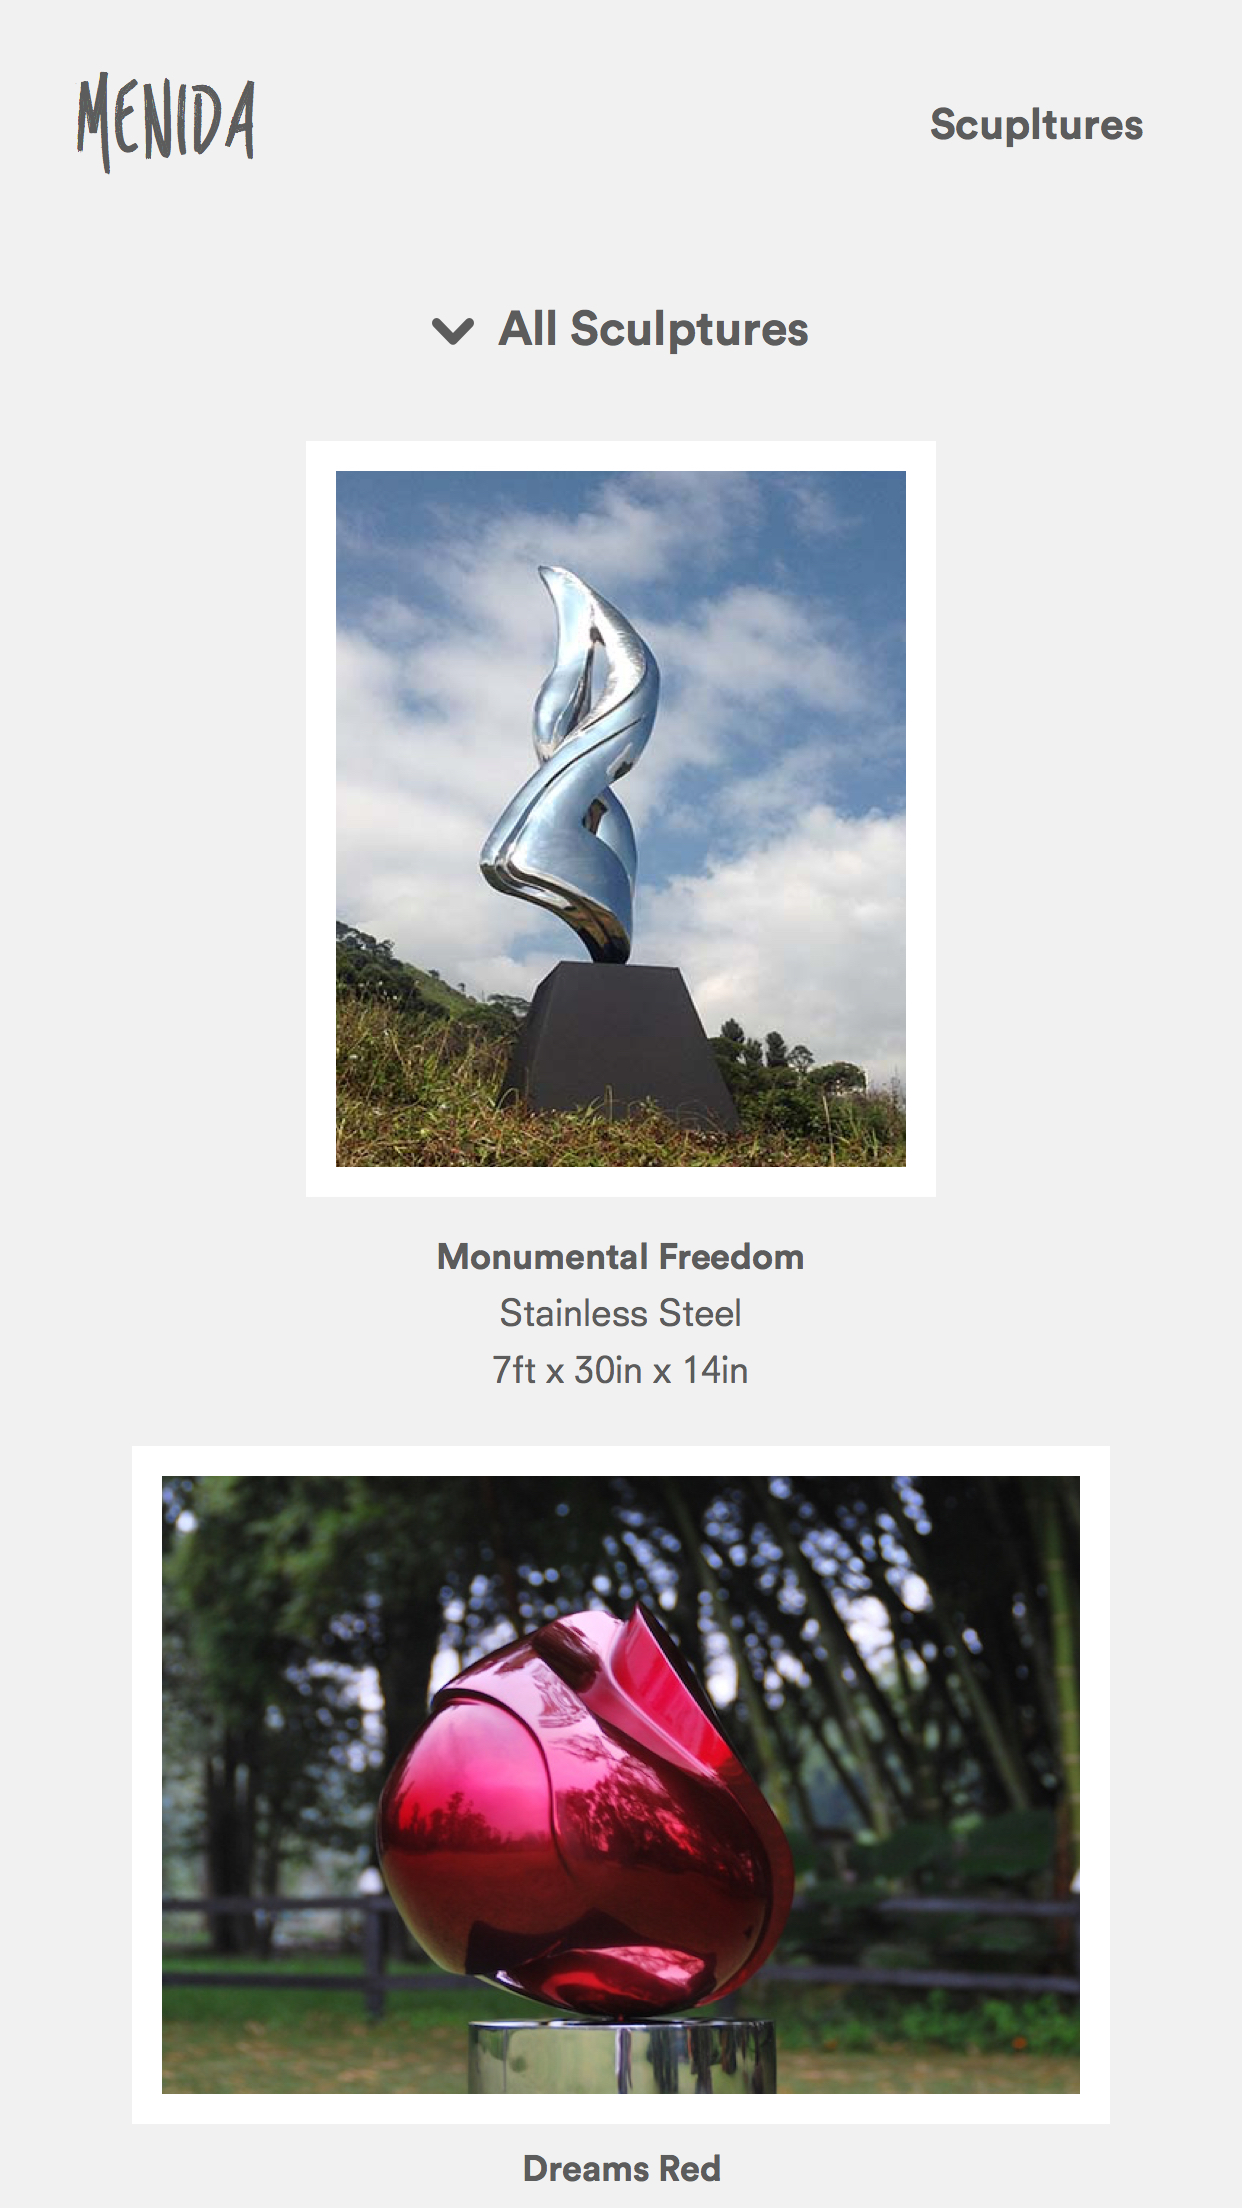 MENIDA
Scupltures
All Sculptures
Monumental Freedom
Stainless Steel
7ft x 30in x 14in
Dreams Red